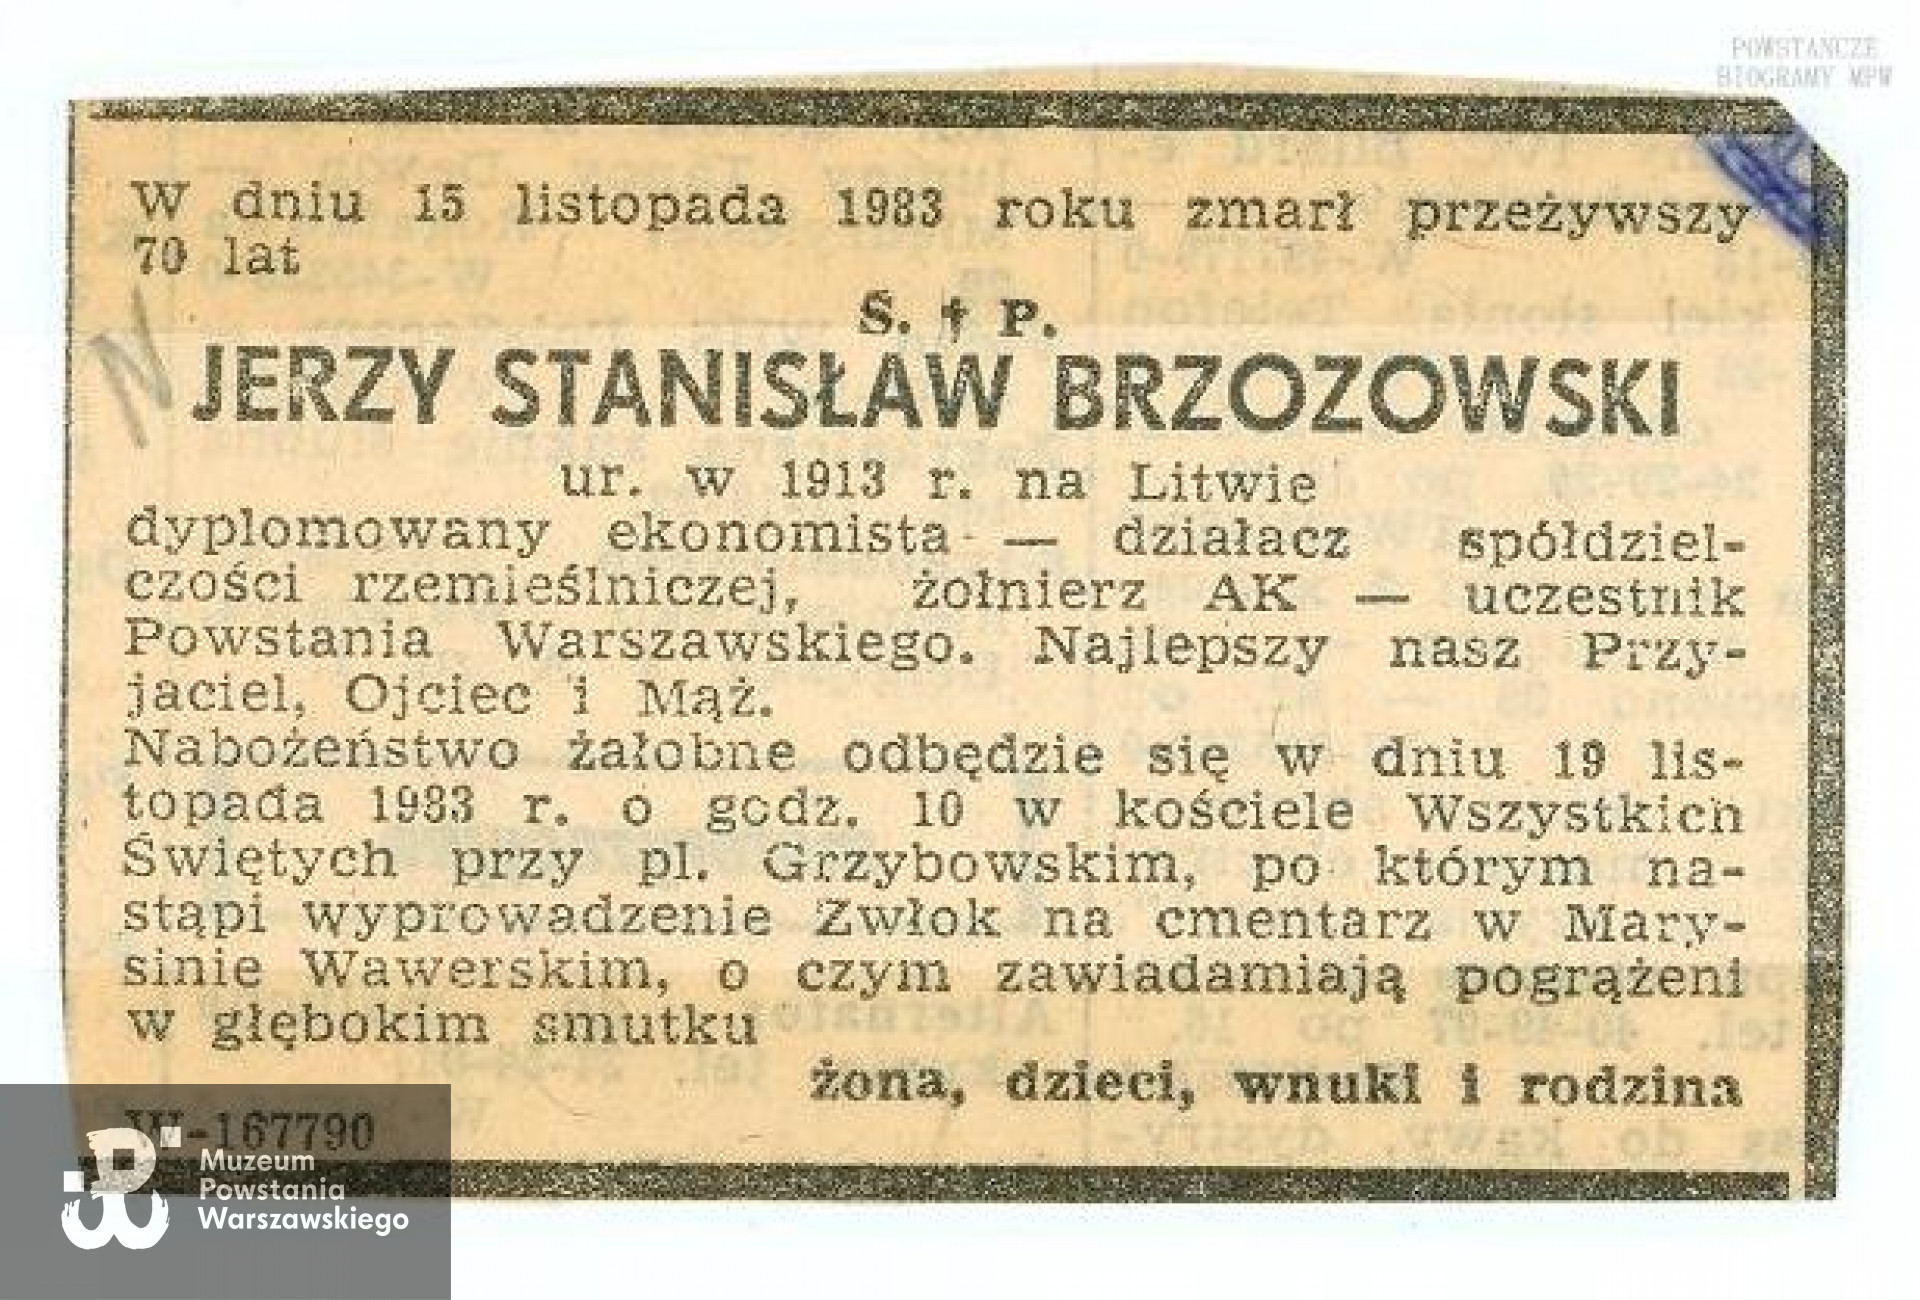 POWSTAŃCZE
BIOGRAMY MPW
W dniu 15 listopada 1983 roku zmarł przeżywszy
70 lat
S. † P.
JERZY STANISŁAW BRZOZOWSKI
ur. w 1913 r. na Litwie
dyplomowany ekonomista — działacz spółdziel-
czości rzemieślniczej, żołnierz AK — uczestnik
Powstania Warszawskiego. Najlepszy nasz Przy-
jaciel, Ojciec i Mąż.
Nabożeństwo żałobne odbędzie się w dniu 19 lis-
topada 1983 r. o godz. 10 w kościele Wszystkich
Świętych przy pl. Grzybowskim, po którym na-
stąpi wyprowadzenie Zwłok na cmentarz w Mary-
sinie Wawerskim, o czym zawiadamiają pogrążeni
w głębokim smutku
żona, dzieci, wnuki i rodzina
W-167790
Muzeum
Powstania
Warszawskiego